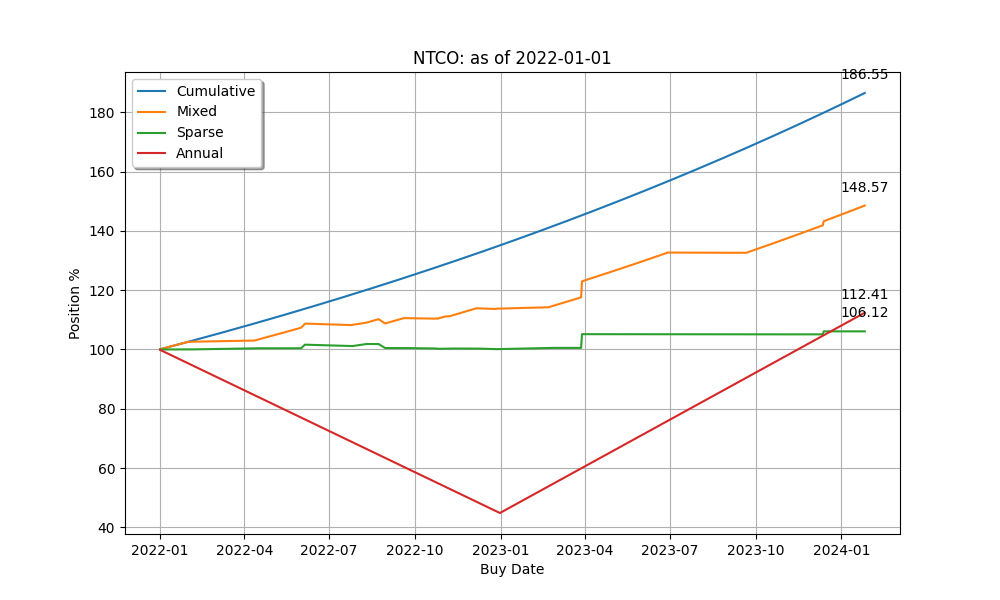 NTCO: as of 2022-01-01
186.55
Cumulative
Mixed
Sparse
Annual
148.57
112.41
106.12
180
160
140
120
100
80
60
40
Position %
2022-01 2022-04 2022-07 2022-10 2023-01 2023-04 2023-07 2023-10 2024-01
Buy Date